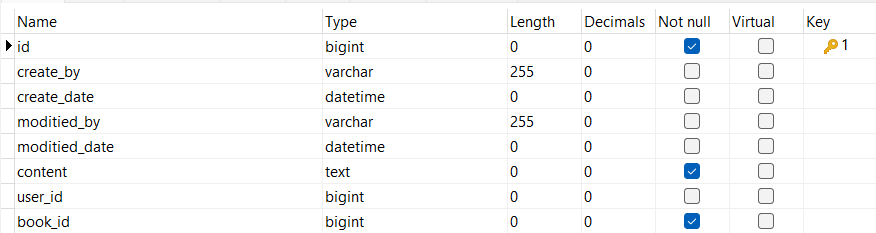 Name Type Length Decimals Not null Virtual Key
id bigint 0 0 1
create_by varchar 255 0
create_date datetime 0 0
moditied_by varchar 255 0
moditied_date datetime 0 0
content text 0 0
user_id bigint 0 0
book_id bigint 0 0